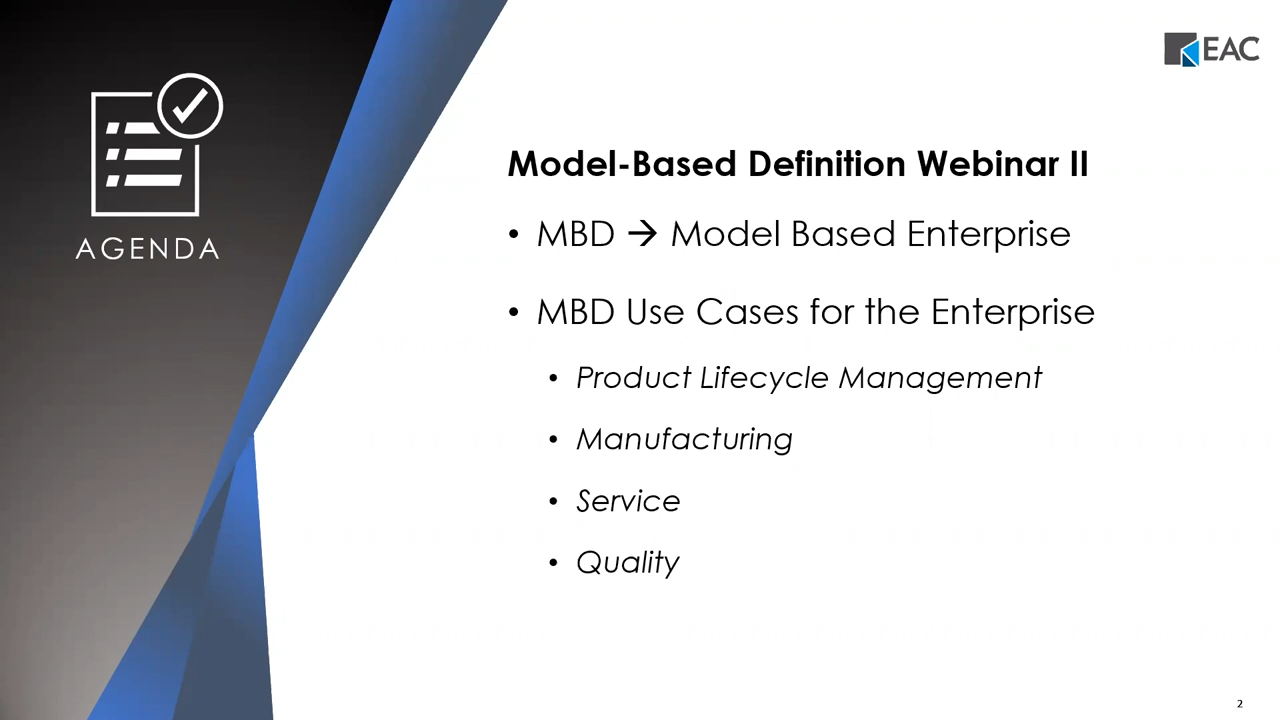 EAC
AGENDA
Model-Based Definition Webinar II
• MBD → Model Based Enterprise
• MBD Use Cases for the Enterprise
• Product Lifecycle Management
• Manufacturing
• Service
• Quality
2